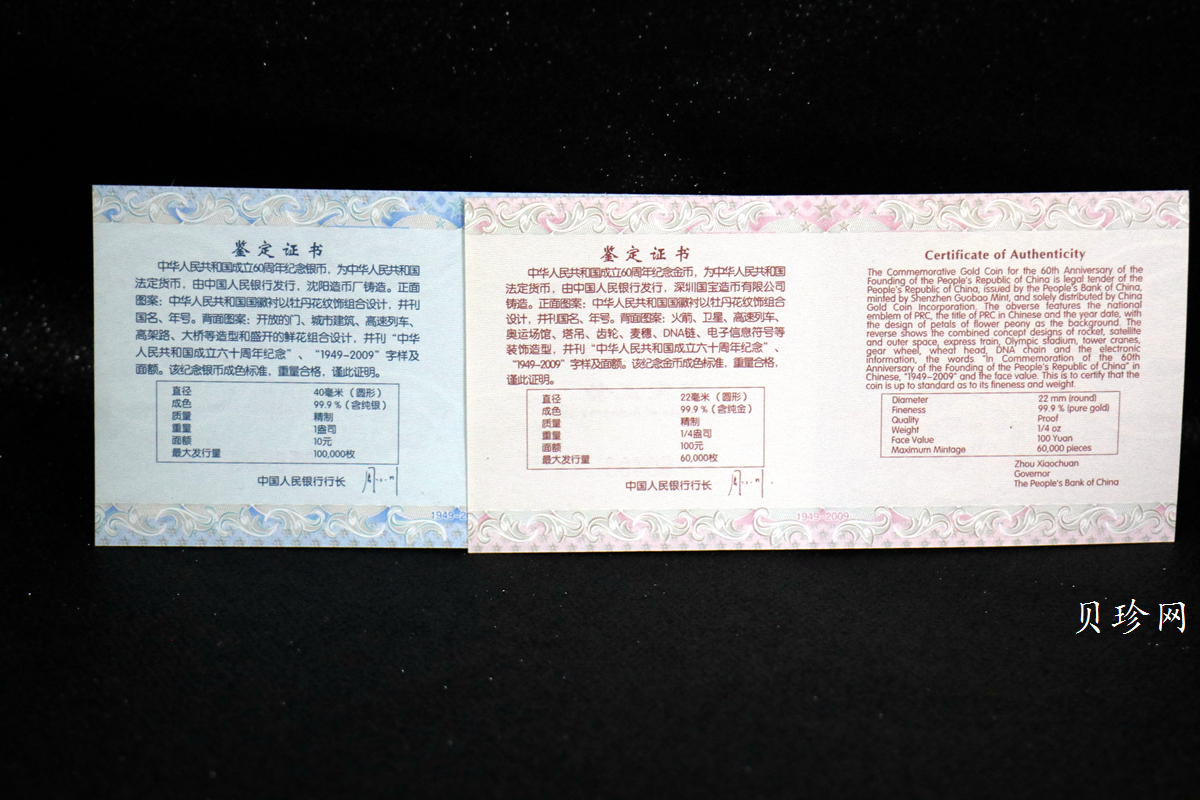 鉴定证书
中华人民共和国成立60周年纪念银币，为中华人民共和国
法定货币，由中国人民银行发行，沈阳造币厂铸造。正面
图案：中华人民共和国国徽衬以牡丹花纹饰组合设计，并刊
国名、年号。背面图案：开放的门、城市建筑、高速列车、
高架路、大桥等造型和盛开的鲜花组合设计，并刊“中华
人民共和国成立六十周年纪念”、“1949-2009”字样及
面额。该纪念银币成色标准，重量合格，谨此证明。
直径 40毫米（圆形）
成色 99.9％（含纯银）
质量 精制
重量 1盎司
面额 10元
最大发行量 100,000枚
中国人民银行行长
1949-2
鉴定证书
中华人民共和国成立60周年纪念金币，为中华人民共和国
法定货币，由中国人民银行发行，深圳国宝造币有限公司
铸造。正面图案：中华人民共和国国徽衬以牡丹花纹饰组合
设计，并刊国名、年号。背面图案：火箭、卫星、高速列车、
奥运场馆、塔吊、齿轮、麦穗、DNA链、电子信息符号等
装饰造型，并刊“中华人民共和国成立六十周年纪念”、
“1949-2009”字样及面额。该纪念金币成色标准，重量合格，
谨此证明。
直径 22毫米（圆形）
成色 99.9％（含纯金）
质量 精制
重量 1/4盎司
面额 100元
最大发行量 60,000枚
中国人民银行行长
1949-2009
Certificate of Authenticity
The Commemorative Gold Coin for the 60th Anniversary of the
Founding of the People's Republic of China is legal tender of the
People's Republic of China, issued by the People's Bank of China,
minted by Shenzhen Guobao Mint, and solely distributed by China
Gold Coin Incorporation. The obverse features the national
emblem of PRC, the title of PRC in Chinese and the year date, with
the design of petals of flower peony as the background. The
reverse shows the combined concept designs of rocket, satellite
and outer space, express train, Olympic stadium, tower cranes,
gear wheel, wheat head, DNA chain and the electronic
information, the words "In Commemoration of the 60th
Anniversary of the Founding of the People's Republic of China" in
Chinese, "1949-2009" and the face value. This is to certify that the
coin is up to standard as to its fineness and weight.
Diameter 22 mm (round)
Fineness 99.9 % (pure gold)
Quality Proof
Weight 1/4 oz
Face Value 100 Yuan
Maximum Mintage 60,000 pieces
Zhou Xiaochuan
Governor
The People's Bank of China
贝珍网